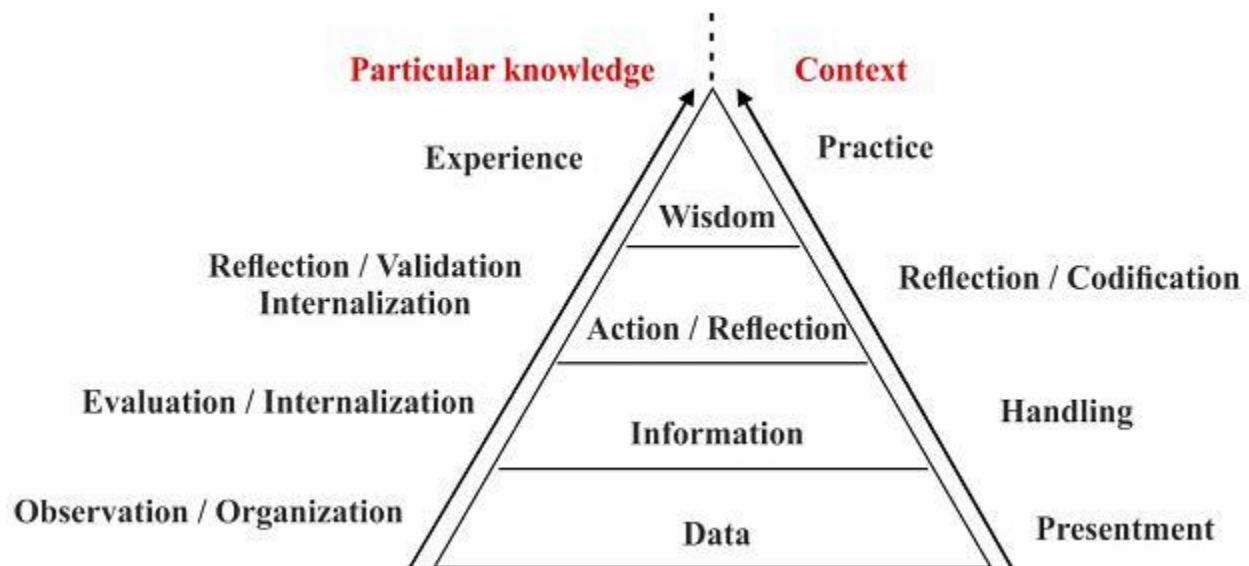 Particular knowledge
Context
Experience
Practice
Wisdom
Reflection / Validation
Internalization
Reflection / Codification
Action / Reflection
Evaluation / Internalization
Handling
Information
Observation / Organization
Presentment
Data